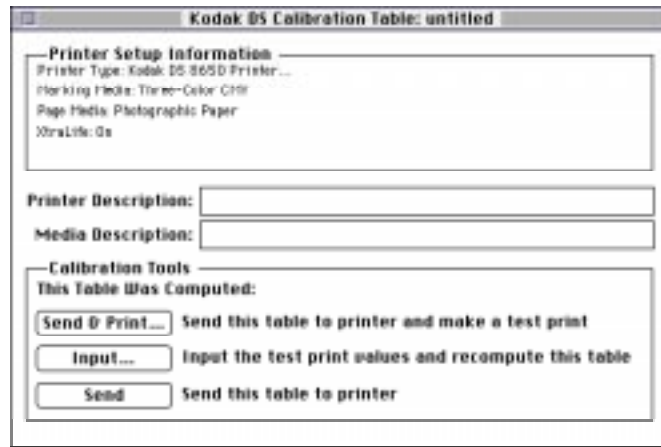 Kodak DS Calibration Table: untitled
Printer Setup Information
Printer Type: Kodak DS 8650 Printer...
Marking Media: Three-Color CMY
Page Media: Photographic Paper
XtraLife: On
Printer Description:
Media Description:
Calibration Tools
This Table Was Computed:
Send & Print... Send this table to printer and make a test print
Input... Input the test print values and recompute this table
Send Send this table to printer